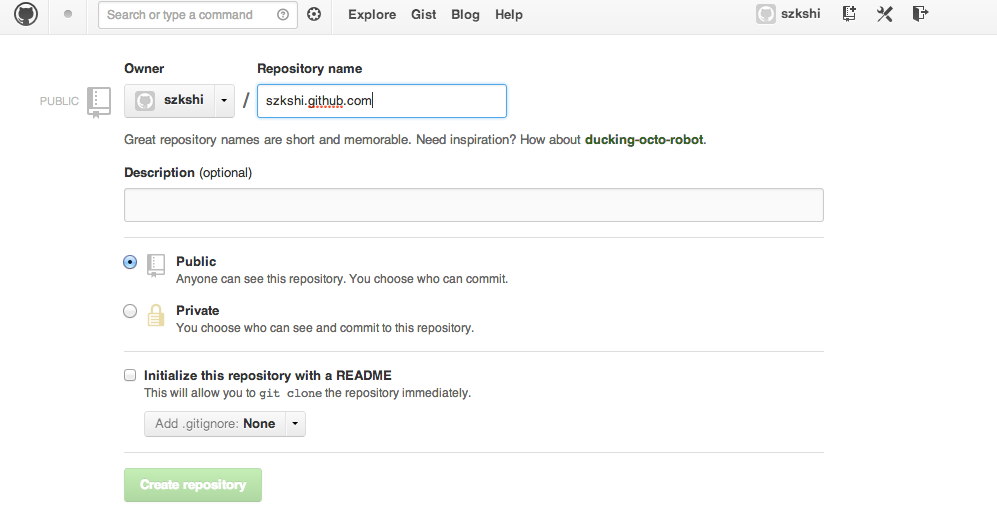 Search or type a command Explore Gist Blog Help szkshi
Owner Repository name
PUBLIC szkshi / szkshi.github.com
Great repository names are short and memorable. Need inspiration? How about ducking-octo-robot.
Description (optional)
Public
Anyone can see this repository. You choose who can commit.
Private
You choose who can see and commit to this repository.
Initialize this repository with a README
This will allow you to git clone the repository immediately.
Add .gitignore: None
Create repository